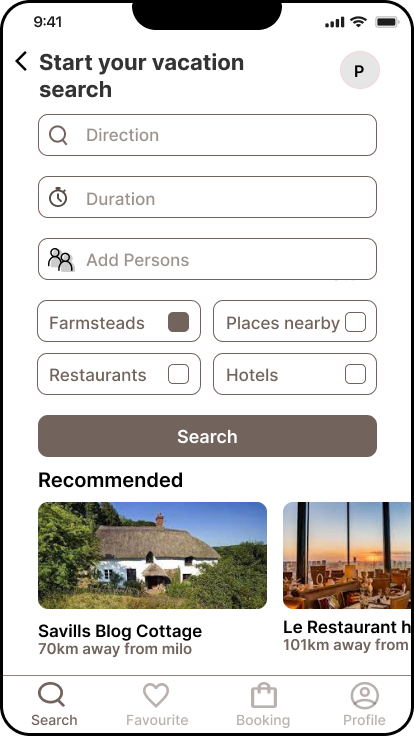 9:41
Start your vacation
search
P
Direction
Duration
Add Persons
Farmsteads
Places nearby
Restaurants
Hotels
Search
Recommended
Savills Blog Cottage
70km away from milo
Le Restaurant h
101km away from
Search
Favourite
Booking
Profile